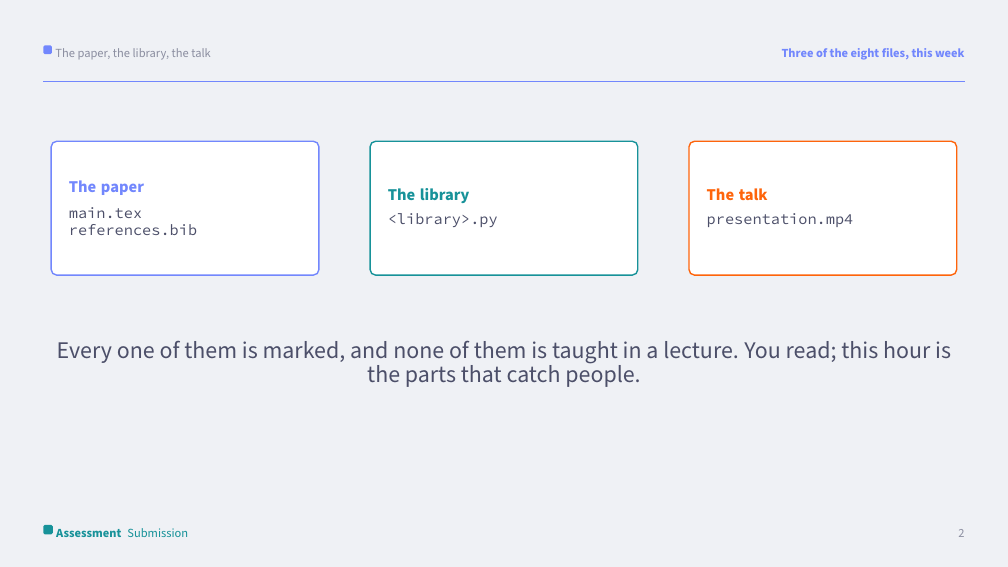 The paper, the library, the talk
Three of the eight files, this week
The paper
main.tex
references.bib
The library
<library>.py
The talk
presentation.mp4
Every one of them is marked, and none of them is taught in a lecture. You read; this hour is
the parts that catch people.
Assessment Submission
2